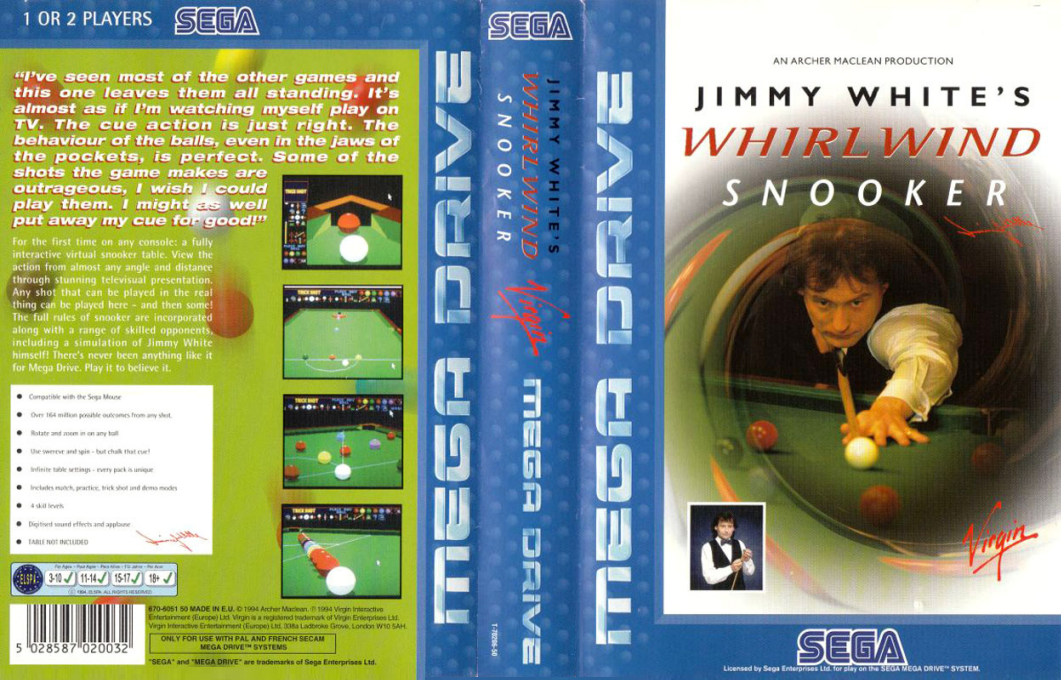 1 OR 2 PLAYERS
SEGA
"I've seen most of the other games and
this one leaves them all standing. It's
almost as if I'm watching myself play on
TV. The cue action is just right. The
behaviour of the balls, even in the jaws of
the pockets, is perfect. Some of the
shots the game makes are
outrageous, I wish I could
play them. I might as well
put away my cue for good!"
For the first time on any console: a fully
interactive virtual snooker table. View the
action from almost any angle and distance
through stunning televisual presentation.
Any shot that can be played in the real
thing can be played here - and then some!
The full rules of snooker are incorporated
along with a range of skilled opponents,
including a simulation of Jimmy White
himself! There's never been anything like it
for Mega Drive. Play it to believe it.
● Compatible with the Sega Mouse
● Over 164 million possible outcomes from any shot.
● Rotate and zoom in on any ball
● Use swerve and spin - but chalk that cue!
● Infinite table settings - every pack is unique
● Includes match, practice, trick shot and demo modes
● 4 skill levels
● Digitised sound effects and applause
● TABLE NOT INCLUDED
TRICK SHOT
TRICK SHOT
TRICK SHOT
ELSPA
3-10 11-14 15-17 18+
© 1994, ELSPA. ALL RIGHTS RESERVED
5 028587 020032
670-6051 50 MADE IN E.U. © 1994 Archer Maclean. ℗ 1994 Virgin Interactive
Entertainment (Europe) Ltd. Virgin is a registered trademark of Virgin Enterprises Ltd.
Virgin Interactive Entertainment (Europe) Ltd, 338a Ladbroke Grove, London W10 5AH.
ONLY FOR USE WITH PAL AND FRENCH SECAM
MEGA DRIVE™ SYSTEMS
"SEGA" and "MEGA DRIVE" are trademarks of Sega Enterprises Ltd.
MEGA DRIVE
SEGA
JIMMY WHITE'S
WHIRLWIND
SNOOKER
Virgin
MEGA DRIVE
T-70206-50
MEGA DRIVE
AN ARCHER MACLEAN PRODUCTION
JIMMY WHITE'S
WHIRLWIND
SNOOKER
Virgin
SEGA
Licensed by Sega Enterprises Ltd. for play on the SEGA MEGA DRIVE™ SYSTEM.